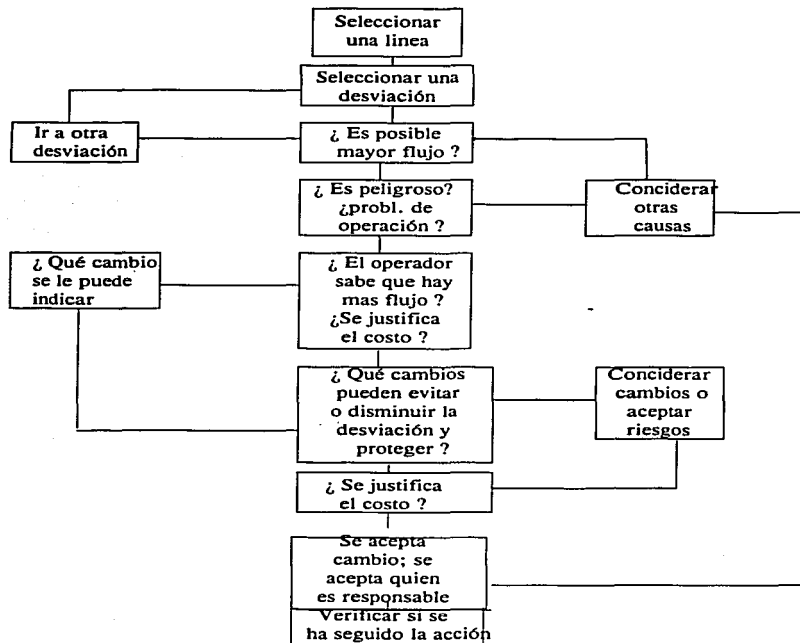 Seleccionar
una linea
Seleccionar una
desviación
Ir a otra
desviación
¿ Es posible
mayor flujo ?
¿ Es peligroso?
¿probl. de
operación ?
Conciderar
otras
causas
¿ Qué cambio
se le puede
indicar
¿ El operador
sabe que hay
mas flujo ?
¿Se justifica
el costo ?
¿ Qué cambios
pueden evitar
o disminuir la
desviación y
proteger ?
Conciderar
cambios o
aceptar
riesgos
¿ Se justifica
el costo ?
Se acepta
cambio; se
acepta quien
es responsable
Verificar si se
ha seguido la acción